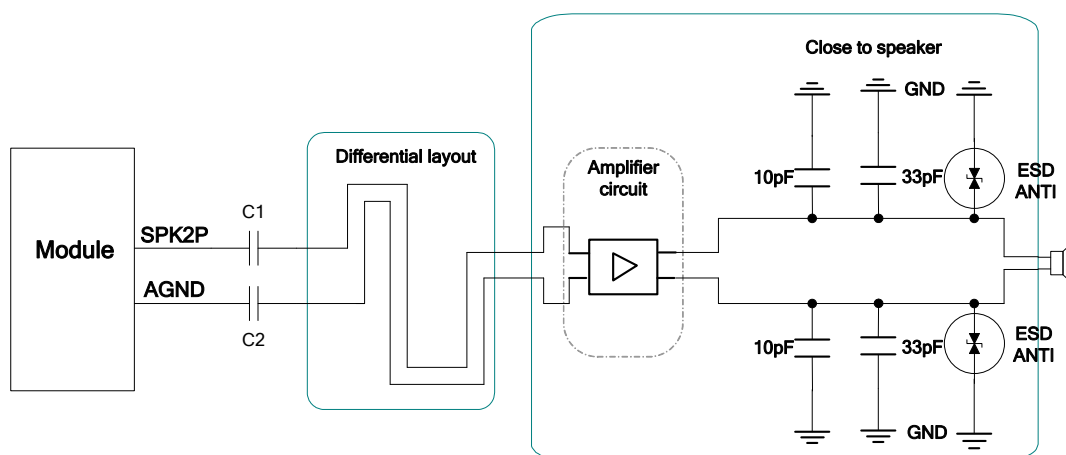 Close to speaker
GND
Differential layout
Amplifier
circuit
10pF
33pF
ESD
ANTI
C1
SPK2P
Module
AGND
C2
10pF
33pF
ESD
ANTI
GND